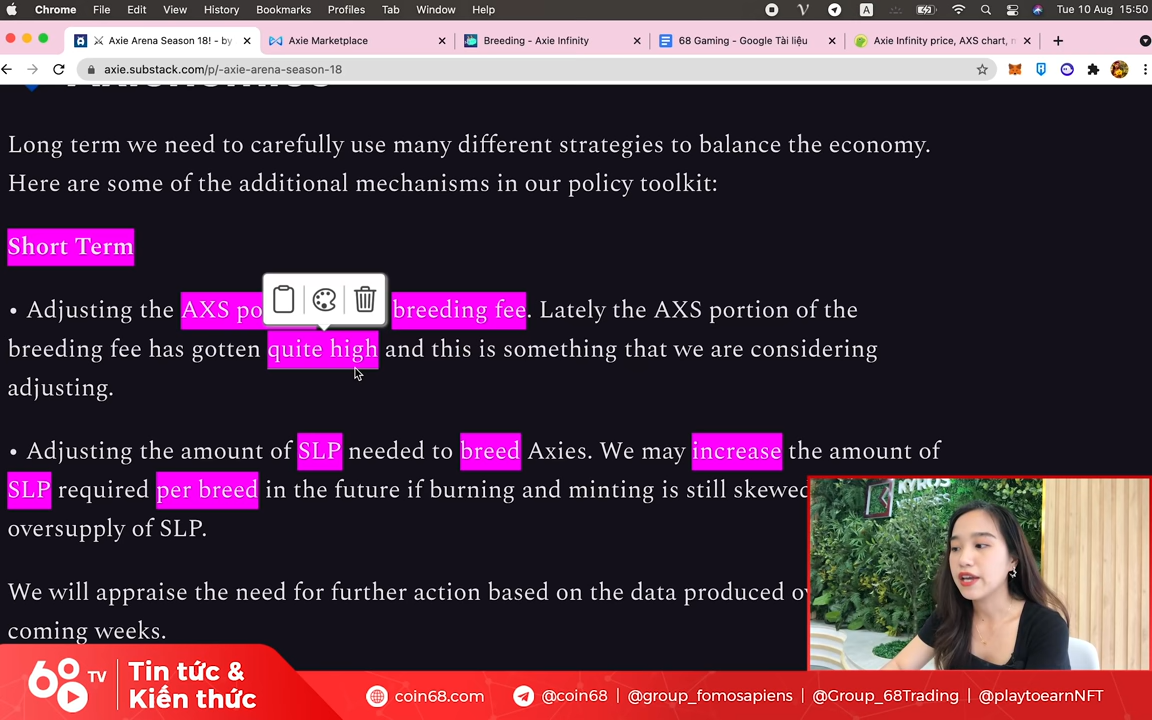 Chrome File Edit View History Bookmarks Profiles Tab Window Help
Tue 10 Aug 15:50
Axie Arena Season 18! - by
Axie Marketplace
Breeding - Axie Infinity
68 Gaming - Google Tài liệu
Axie Infinity price, AXS chart,
axie.substack.com/p/-axie-arena-season-18
Long term we need to carefully use many different strategies to balance the economy.
Here are some of the additional mechanisms in our policy toolkit:
Short Term
• Adjusting the AXS po breeding fee. Lately the AXS portion of the
breeding fee has gotten quite high and this is something that we are considering
adjusting.
• Adjusting the amount of SLP needed to breed Axies. We may increase the amount of
SLP required per breed in the future if burning and minting is still skewed
oversupply of SLP.
We will appraise the need for further action based on the data produced ov
coming weeks.
KYROS
68 TV
Tin tức &
Kiến thức
coin68.com @coin68 | @group_fomosapiens | @Group_68Trading | @playtoearnNFT